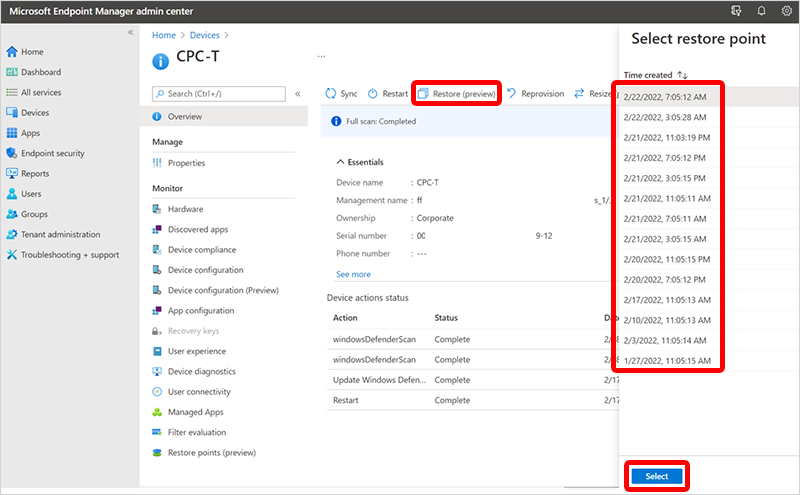 Microsoft Endpoint Manager admin center
«
Home
Dashboard
All services
Devices
Apps
Endpoint security
Reports
Users
Groups
Tenant administration
Troubleshooting + support
Home > Devices >
CPC-T
...
Search (Ctrl+/)
«
Overview
Manage
Properties
Monitor
Hardware
Discovered apps
Device compliance
Device configuration
Device configuration (Preview)
App configuration
Recovery keys
User experience
Device diagnostics
User connectivity
Managed Apps
Filter evaluation
Restore points (preview)
Sync Restart Restore (preview) Reprovision Resize
Full scan: Completed
Essentials
Device name : CPC-T
Management name : ff s_1/
Ownership : Corporate
Serial number : 00 9-12
Phone number : ---
See more
Device actions status
Action Status Da
windowsDefenderScan Complete 2/
windowsDefenderScan Complete 2/
Update Windows Defen... Complete 2/17
Restart Complete 2/17
Select restore point
Time created ↑↓
2/22/2022, 7:05:12 AM
2/22/2022, 3:05:28 AM
2/21/2022, 11:03:19 PM
2/21/2022, 7:05:12 PM
2/21/2022, 3:05:15 PM
2/21/2022, 11:05:11 AM
2/21/2022, 7:05:11 AM
2/21/2022, 3:05:15 AM
2/20/2022, 11:05:15 PM
2/20/2022, 7:05:12 PM
2/17/2022, 11:05:13 AM
2/10/2022, 11:05:13 AM
2/3/2022, 11:05:14 AM
1/27/2022, 11:05:15 AM
Select